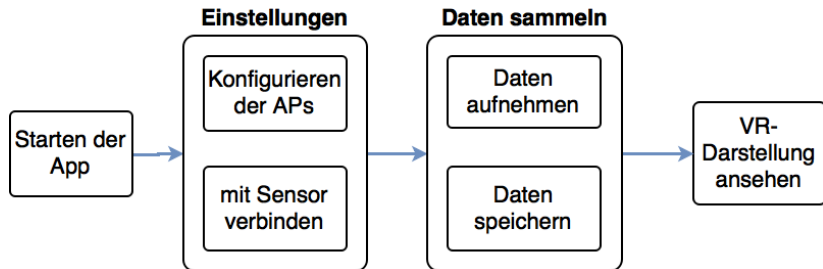 Einstellungen
Daten sammeln
Starten der
App
Konfigurieren
der APs
mit Sensor
verbinden
Daten
aufnehmen
Daten
speichern
VR-
Darstellung
ansehen